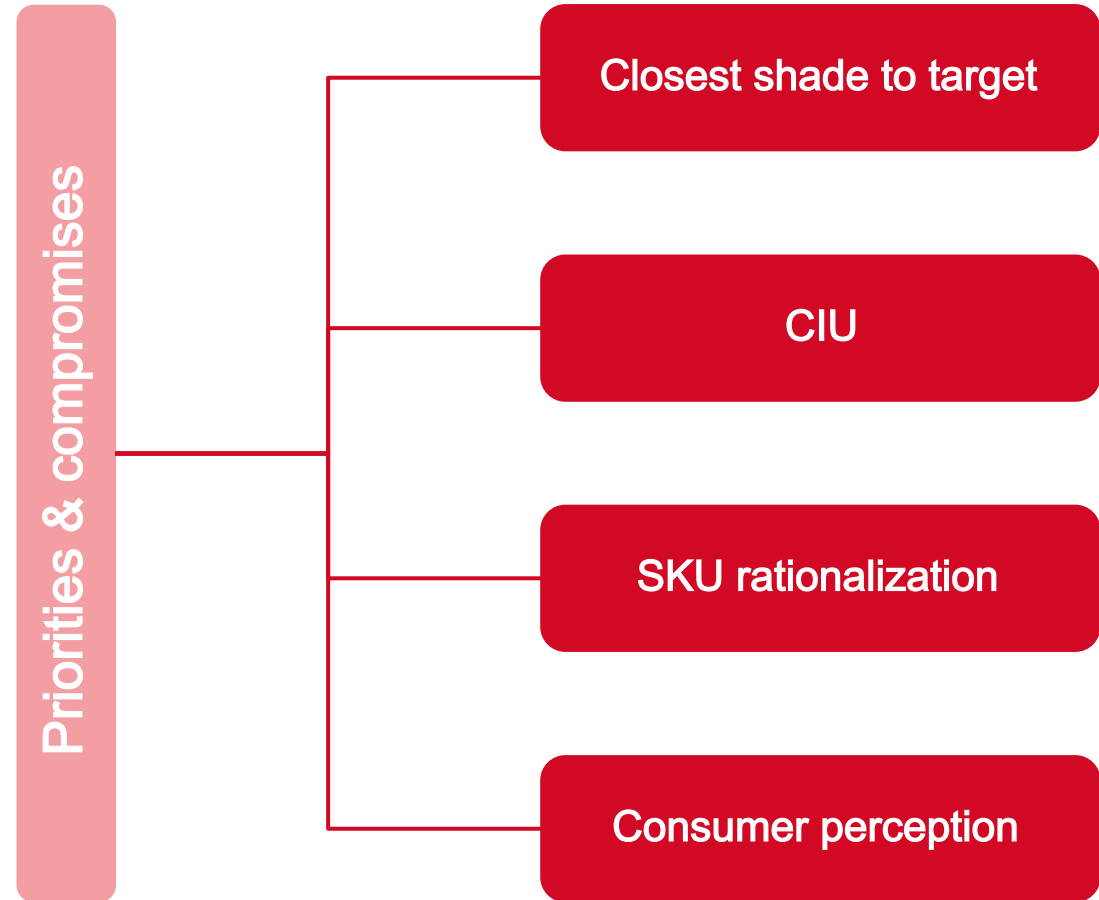 Priorities & compromises
Closest shade to target
CIU
SKU rationalization
Consumer perception